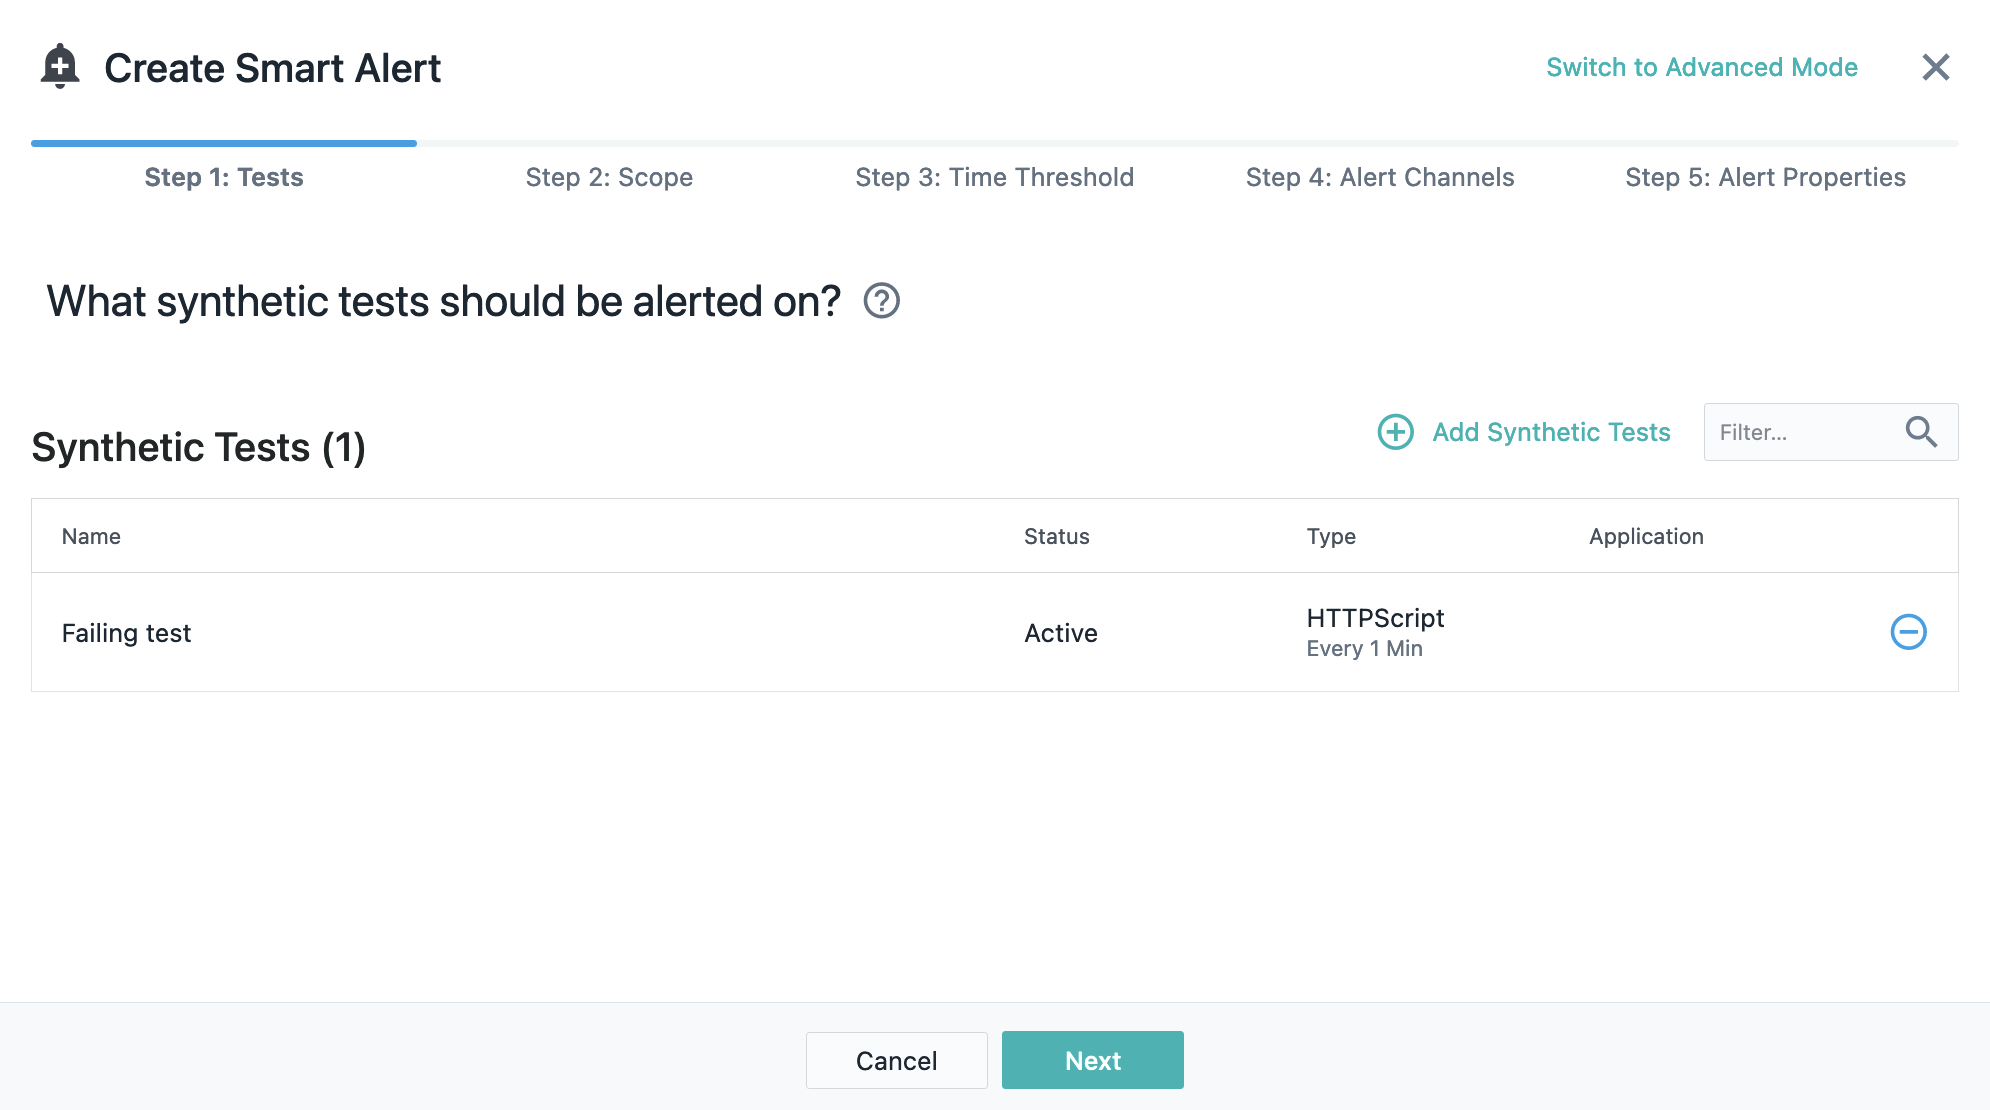 Create Smart Alert
Switch to Advanced Mode
Step 1: Tests
Step 2: Scope
Step 3: Time Threshold
Step 4: Alert Channels
Step 5: Alert Properties
What synthetic tests should be alerted on?
Synthetic Tests (1)
Add Synthetic Tests
Filter...
Name Status Type Application
Failing test Active HTTPScript
Every 1 Min
Cancel
Next